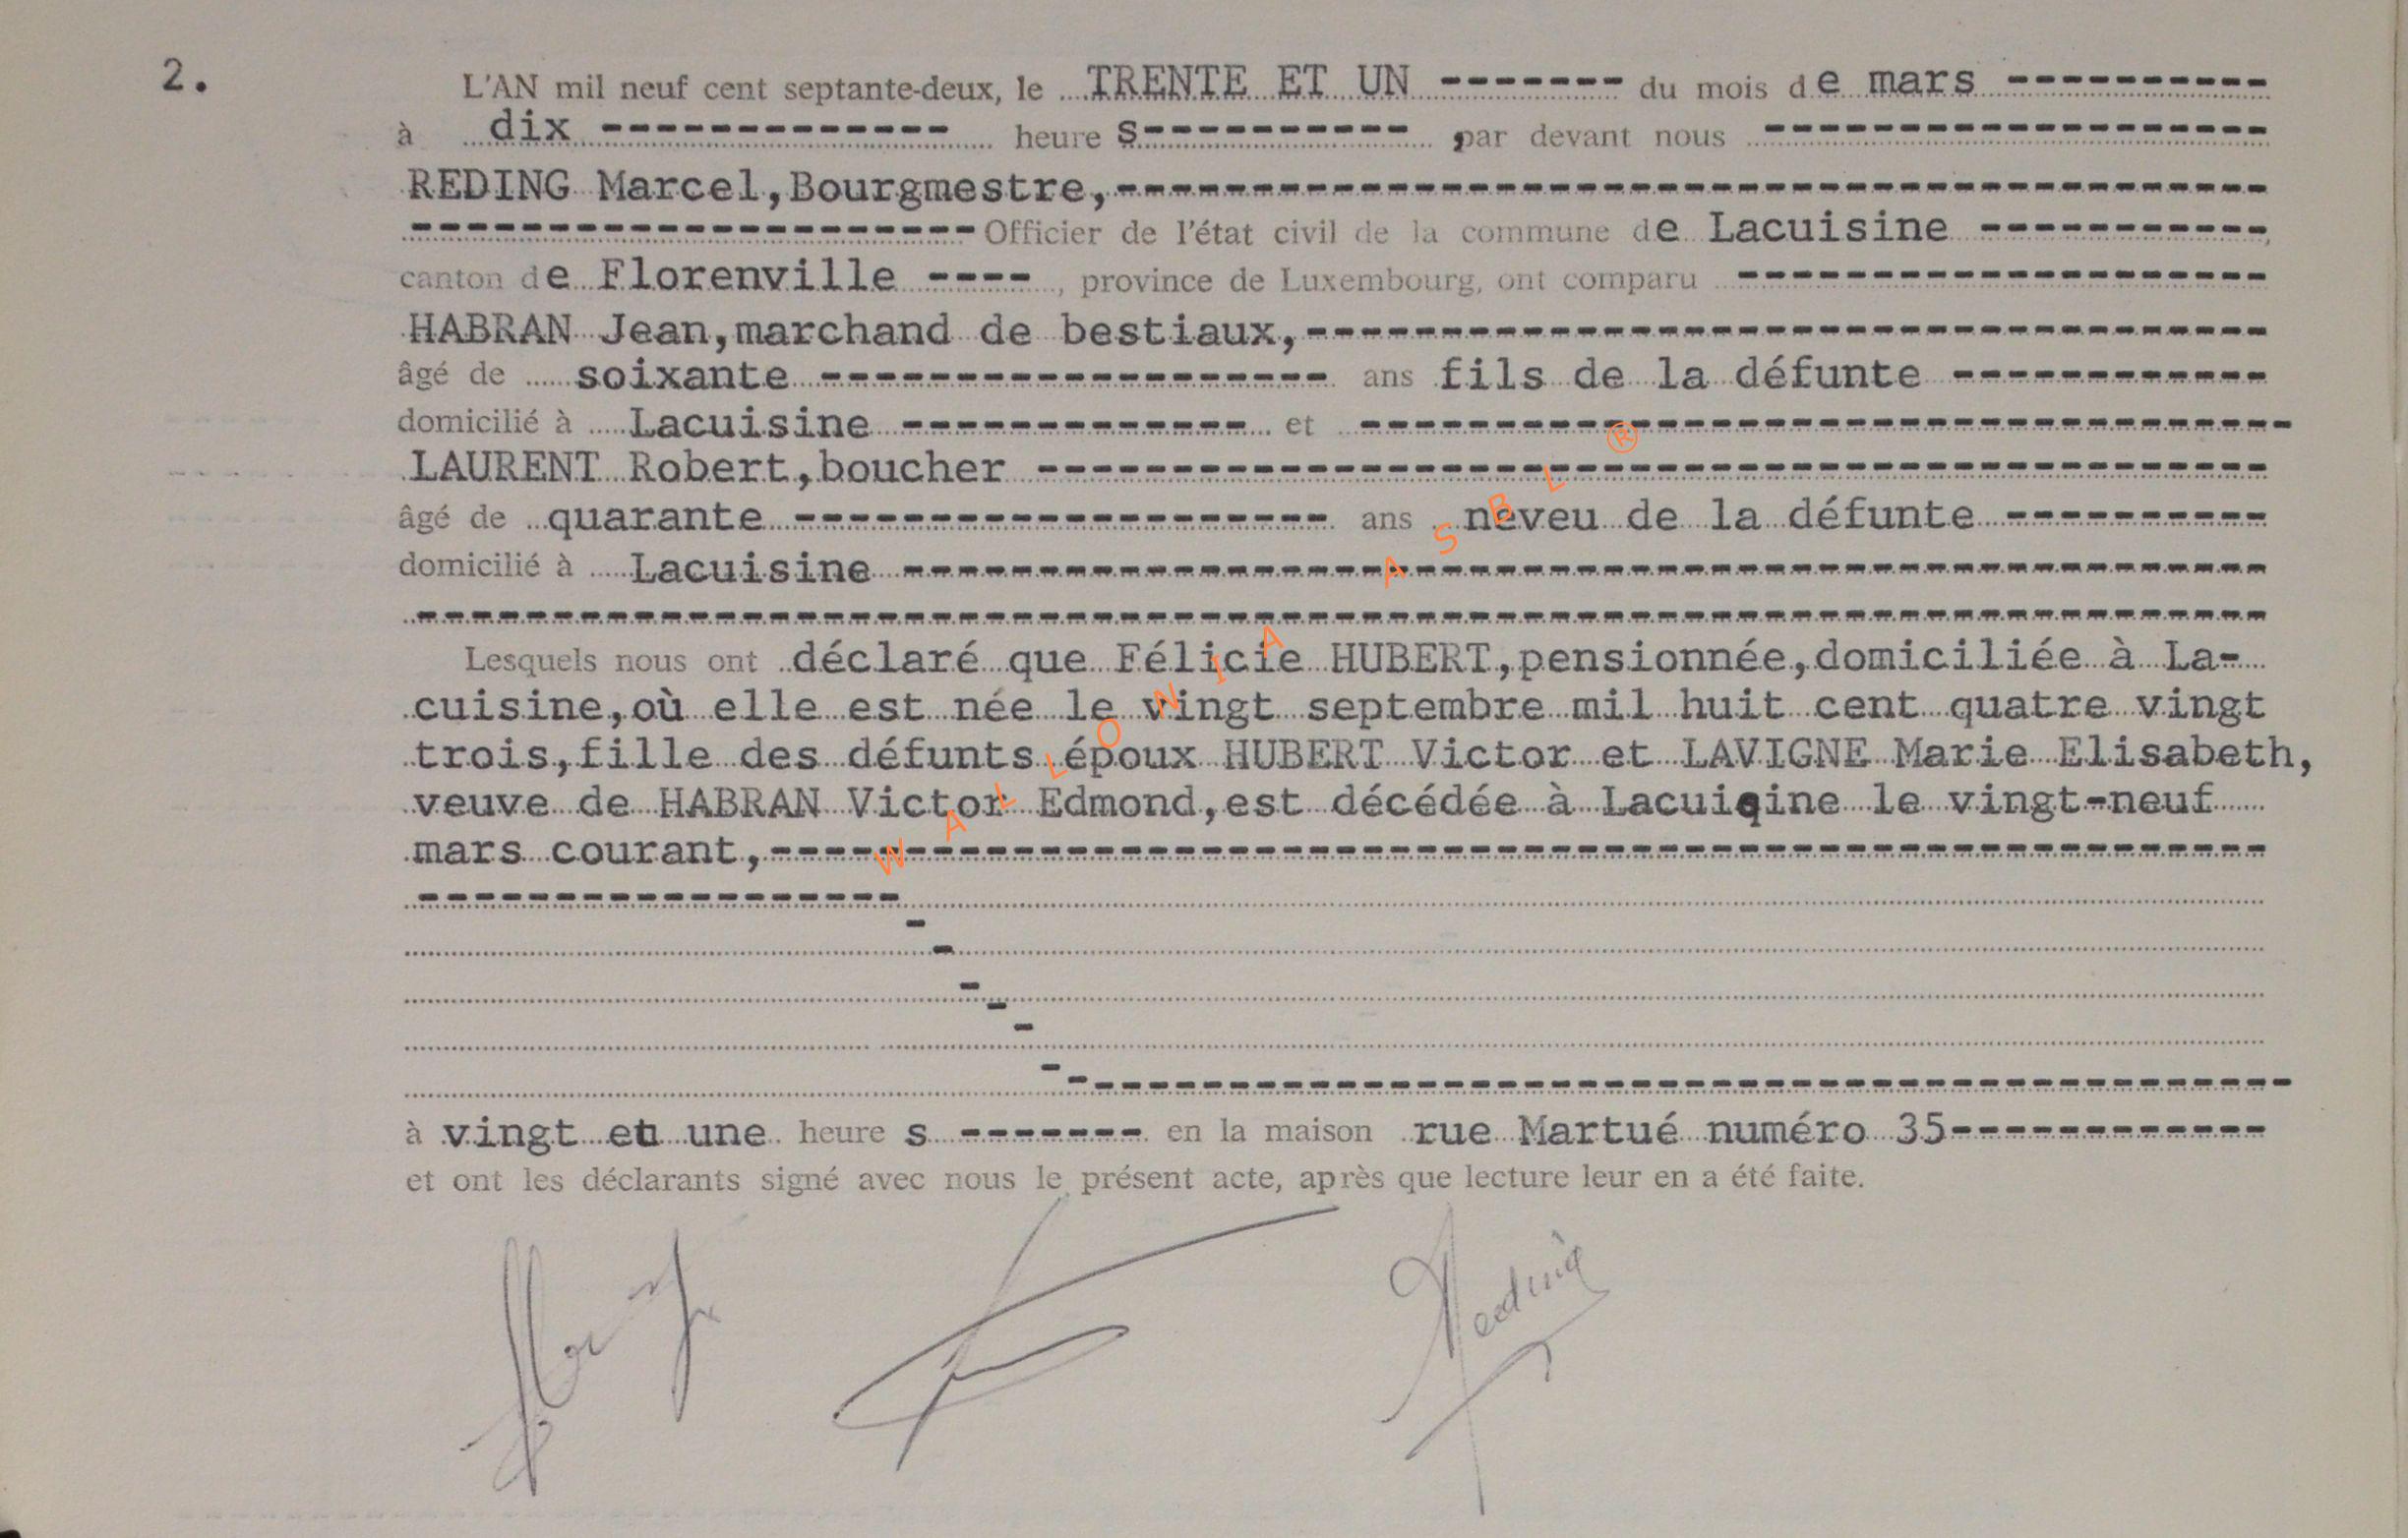 2.
L'AN mil neuf cent septante-deux, le TRENTE ET UN ------- du mois de mars ----------
à dix ------------- heure s---------- par devant nous -------------------
REDING Marcel,Bourgmestre,-------------------------------------------
--------------------- Officier de l'état civil de la commune de Lacuisine -----------,
canton de Florenville ----, province de Luxembourg, ont comparu --------------------
HABRAN Jean,marchand de bestiaux,------------------------------------
âgé de soixante ------------------- ans fils de la défunte ------------
domicilié à Lacuisine -------------- et -----------------------------------
LAURENT Robert,boucher ----------------------------------------------
âgé de quarante -------------------- ans neveu de la défunte ----------
domicilié à Lacuisine ---------------------------------------------------
---------------------------------------------------------------------
Lesquels nous ont déclaré que Félicie HUBERT,pensionnée,domiciliée à La-
cuisine,où elle est née le vingt septembre mil huit cent quatre vingt
trois,fille des défunts époux HUBERT Victor et LAVIGNE Marie Elisabeth,
veuve de HABRAN Victor Edmond,est décédée à Lacuisine le vingt-neuf
mars courant,--------------------------------------------------------
------------------
à vingt et une heure s ------- en la maison rue Martué numéro 35------------
et ont les déclarants signé avec nous le présent acte, après que lecture leur en a été faite.
Reding
WALLONIA ASBL ®